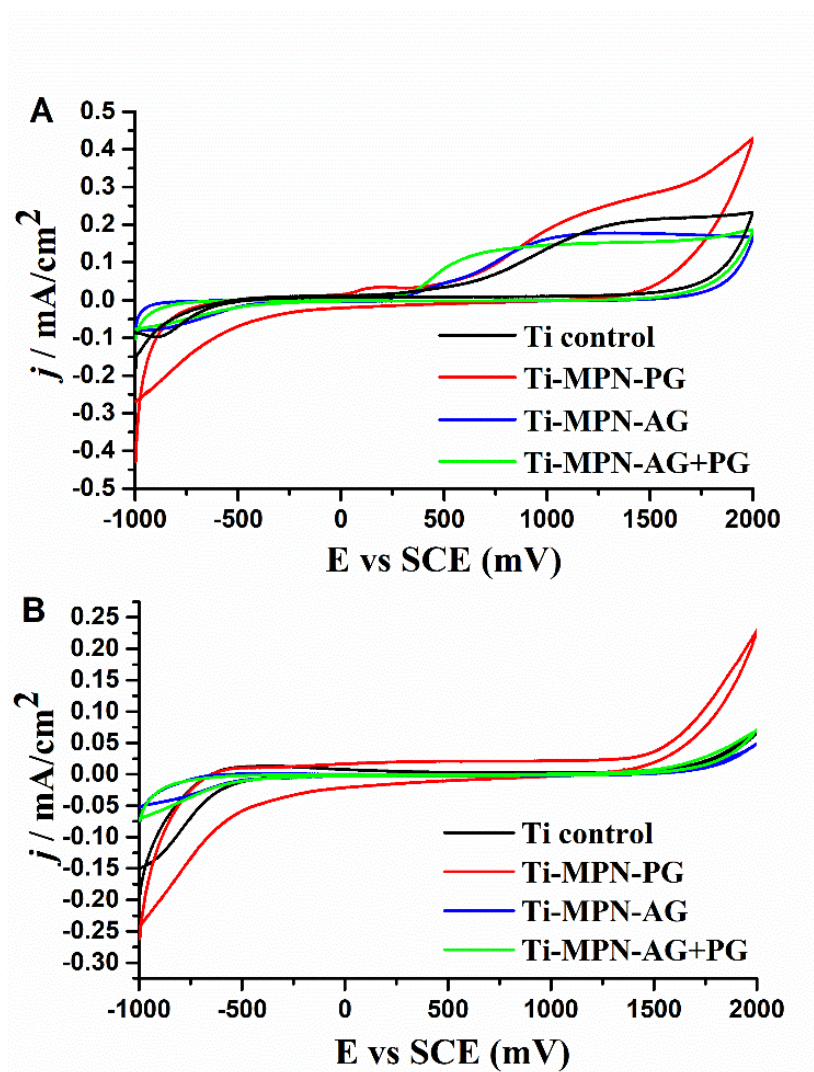 A
0.5
0.4
0.3
0.2
0.1
0.0
-0.1
-0.2
-0.3
-0.4
-0.5
j / mA/cm²
Ti control
Ti-MPN-PG
Ti-MPN-AG
Ti-MPN-AG+PG
-1000 -500 0 500 1000 1500 2000
E vs SCE (mV)
B
0.25
0.20
0.15
0.10
0.05
0.00
-0.05
-0.10
-0.15
-0.20
-0.25
-0.30
j / mA/cm²
Ti control
Ti-MPN-PG
Ti-MPN-AG
Ti-MPN-AG+PG
-1000 -500 0 500 1000 1500 2000
E vs SCE (mV)